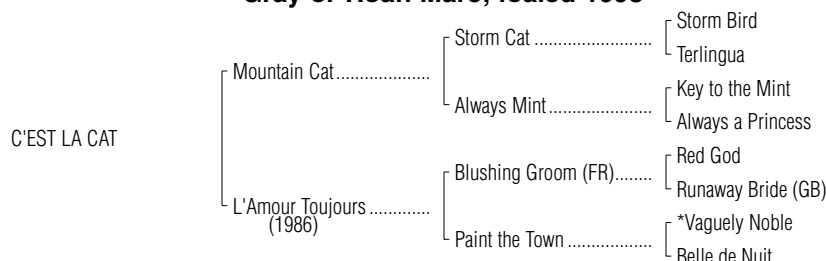 Gray or Roan Mare; foaled
Storm Bird
Storm Cat ..............................
Terlingua
Mountain Cat.....................
Key to the Mint
Always Mint..........................
Always a Princess
C'EST LA CAT
Red God
Blushing Groom (FR)........
Runaway Bride (GB)
L'Amour Toujours .............
(1986)
*Vaguely Noble
Paint the Town .....................
Belle de Nuit